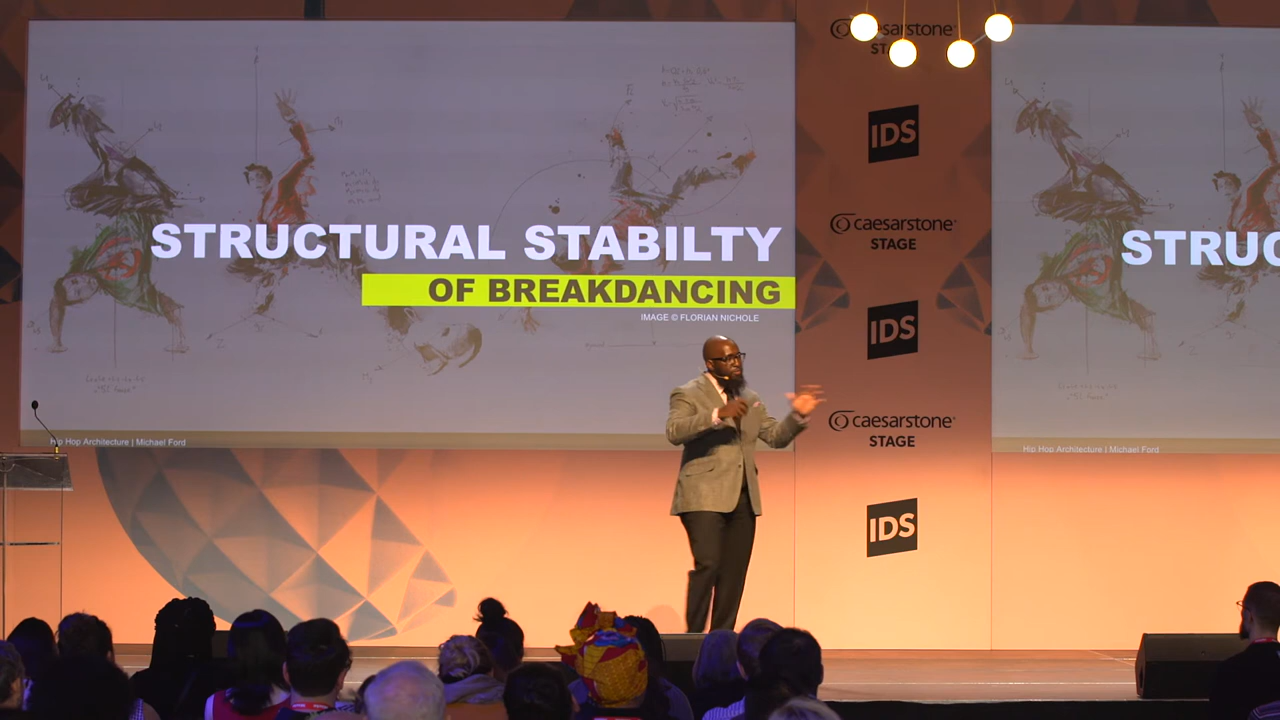 STRUCTURAL STABILTY
OF BREAKDANCING
IMAGE © FLORIAN NICHOLE
Hip Hop Architecture | Michael Ford
caesarstone
STAGE
IDS
caesarstone
STAGE
IDS
caesarstone
STAGE
IDS
STRUC
Hip Hop Architecture | Michael Ford